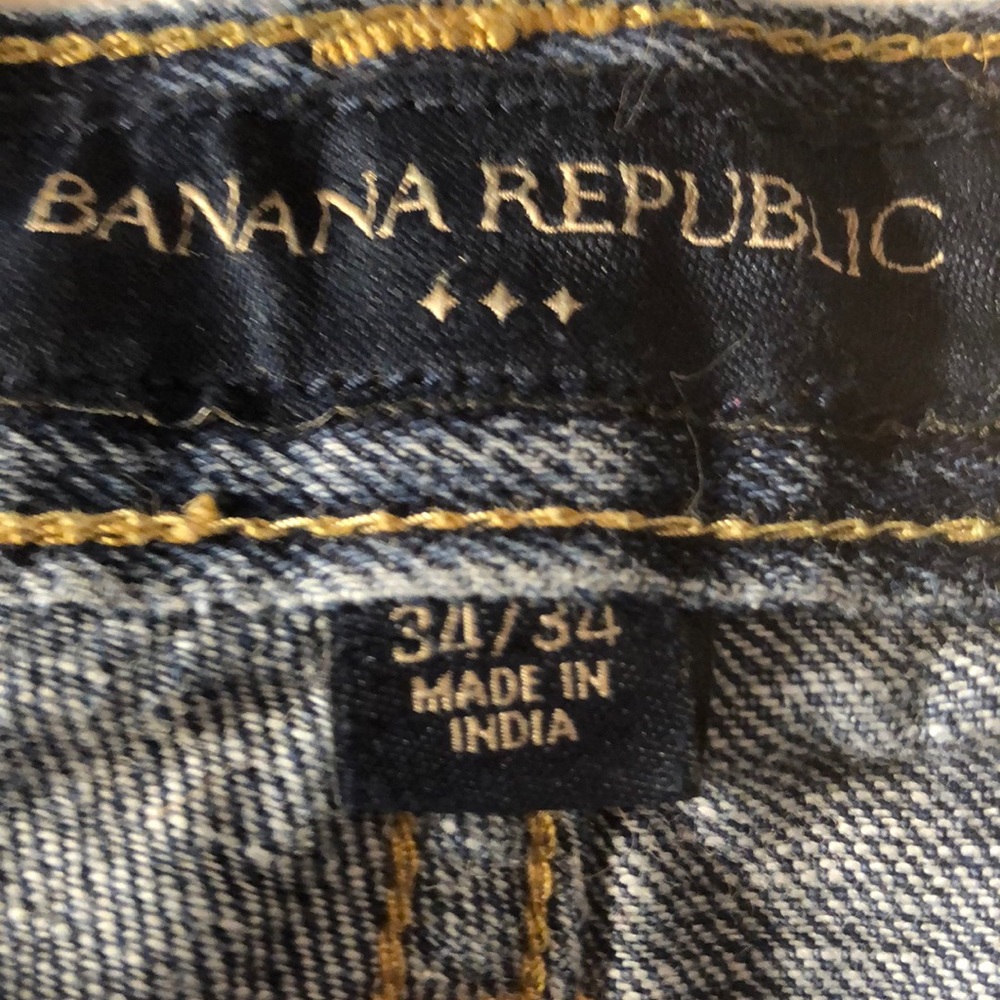 BANANA REPUBLIC
34/34
MADE IN
INDIA